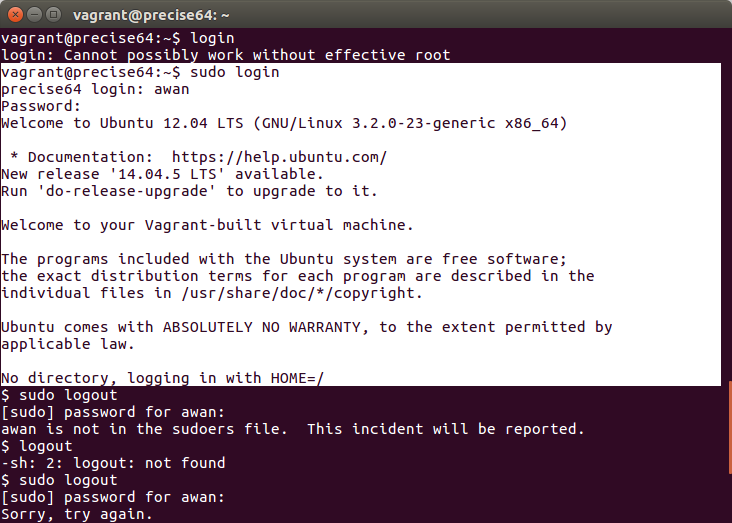 vagrant@precise64: ~
vagrant@precise64:~$ login
login: Cannot possibly work without effective root
vagrant@precise64:~$ sudo login
precise64 login: awan
Password:
Welcome to Ubuntu 12.04 LTS (GNU/Linux 3.2.0-23-generic x86_64)
* Documentation:  https://help.ubuntu.com/
New release '14.04.5 LTS' available.
Run 'do-release-upgrade' to upgrade to it.
Welcome to your Vagrant-built virtual machine.
The programs included with the Ubuntu system are free software;
the exact distribution terms for each program are described in the
individual files in /usr/share/doc/*/copyright.
Ubuntu comes with ABSOLUTELY NO WARRANTY, to the extent permitted by
applicable law.
No directory, logging in with HOME=/
$ sudo logout
[sudo] password for awan:
awan is not in the sudoers file.  This incident will be reported.
$ logout
-sh: 2: logout: not found
$ sudo logout
[sudo] password for awan:
Sorry, try again.